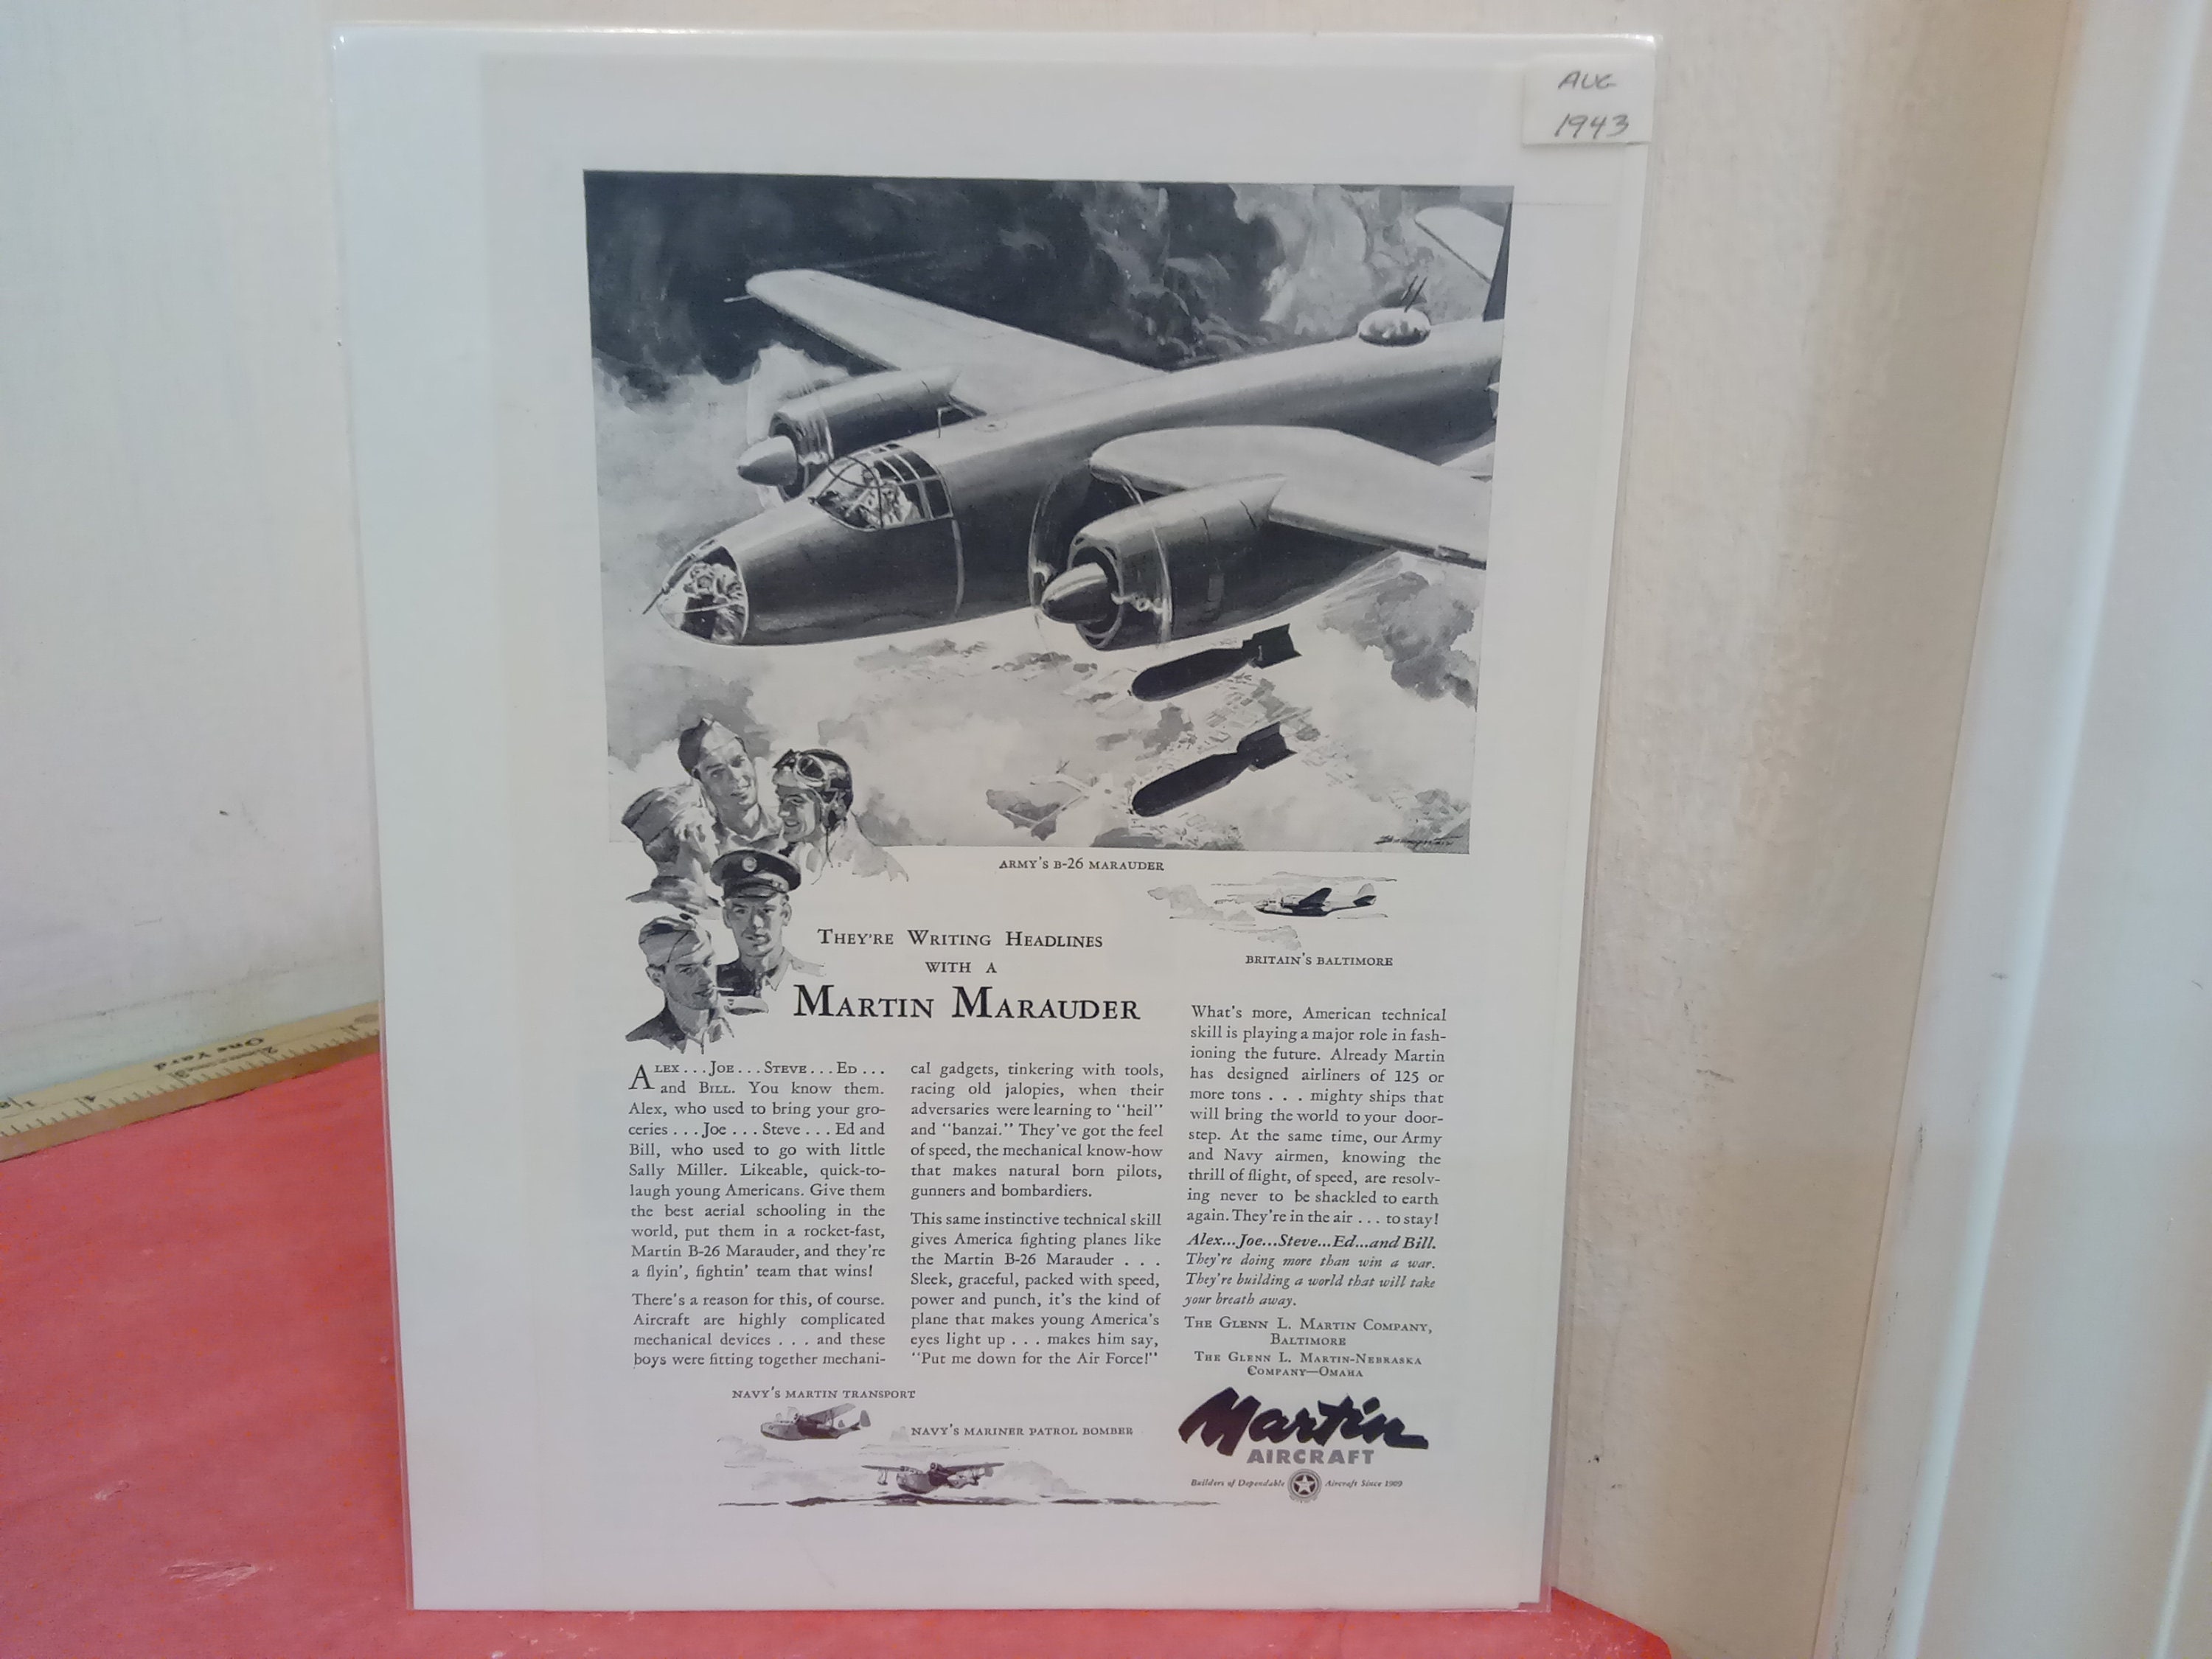 AUG
1943
ARMY'S B-26 MARAUDER
BRITAIN'S BALTIMORE
THEY'RE WRITING HEADLINES
WITH A
MARTIN MARAUDER
ALEX...JOE...STEVE...ED...
and BILL. You know them.
Alex, who used to bring your gro-
ceries...Joe...Steve...Ed and
Bill, who used to go with little
Sally Miller. Likeable, quick-to-
laugh young Americans. Give them
the best aerial schooling in the
world, put them in a rocket-fast,
Martin B-26 Marauder, and they're
a flyin', fightin' team that wins!
There's a reason for this, of course.
Aircraft are highly complicated
mechanical devices . . . and these
boys were fitting together mechani-
cal gadgets, tinkering with tools,
racing old jalopies, when their
adversaries were learning to "heil"
and "banzai." They've got the feel
of speed, the mechanical know-how
that makes natural born pilots,
gunners and bombardiers.
This same instinctive technical skill
gives America fighting planes like
the Martin B-26 Marauder . . .
Sleek, graceful, packed with speed,
power and punch, it's the kind of
plane that makes young America's
eyes light up . . . makes him say,
"Put me down for the Air Force!"
What's more, American technical
skill is playing a major role in fash-
ioning the future. Already Martin
has designed airliners of 125 or
more tons . . . mighty ships that
will bring the world to your door-
step. At the same time, our Army
and Navy airmen, knowing the
thrill of flight, of speed, are resolv-
ing never to be shackled to earth
again. They're in the air . . . to stay!
Alex...Joe...Steve...Ed...and Bill.
They're doing more than win a war.
They're building a world that will take
your breath away.
THE GLENN L. MARTIN COMPANY,
BALTIMORE
THE GLENN L. MARTIN-NEBRASKA
COMPANY—OMAHA
NAVY'S MARTIN TRANSPORT
NAVY'S MARINER PATROL BOMBER
Martin
AIRCRAFT
Builders of Dependable Aircraft Since 1909
One Yard